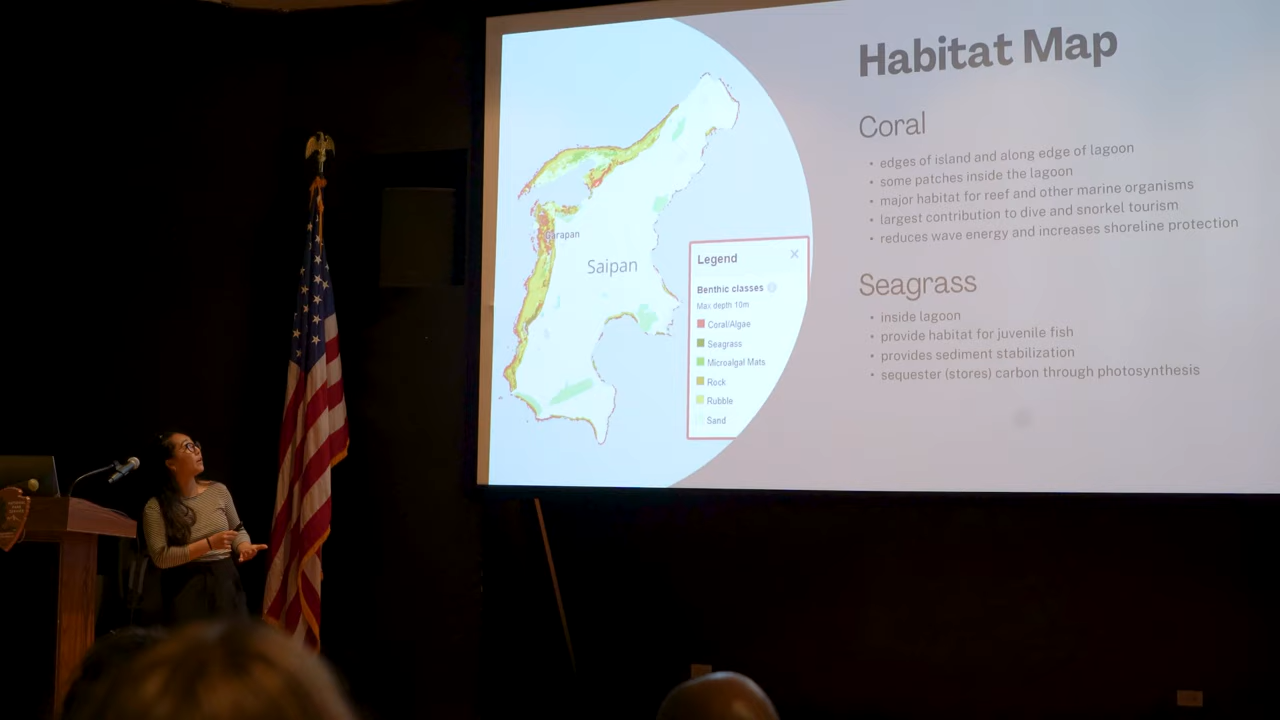 Habitat Map
Coral
• edges of island and along edge of lagoon
• some patches inside the lagoon
• major habitat for reef and other marine organisms
• largest contribution to dive and snorkel tourism
• reduces wave energy and increases shoreline protection
Seagrass
• inside lagoon
• provide habitat for juvenile fish
• provides sediment stabilization
• sequester (stores) carbon through photosynthesis
Garapan
Saipan
Legend
Benthic classes
Max depth 10m
Coral/Algae
Seagrass
Microalgal Mats
Rock
Rubble
Sand